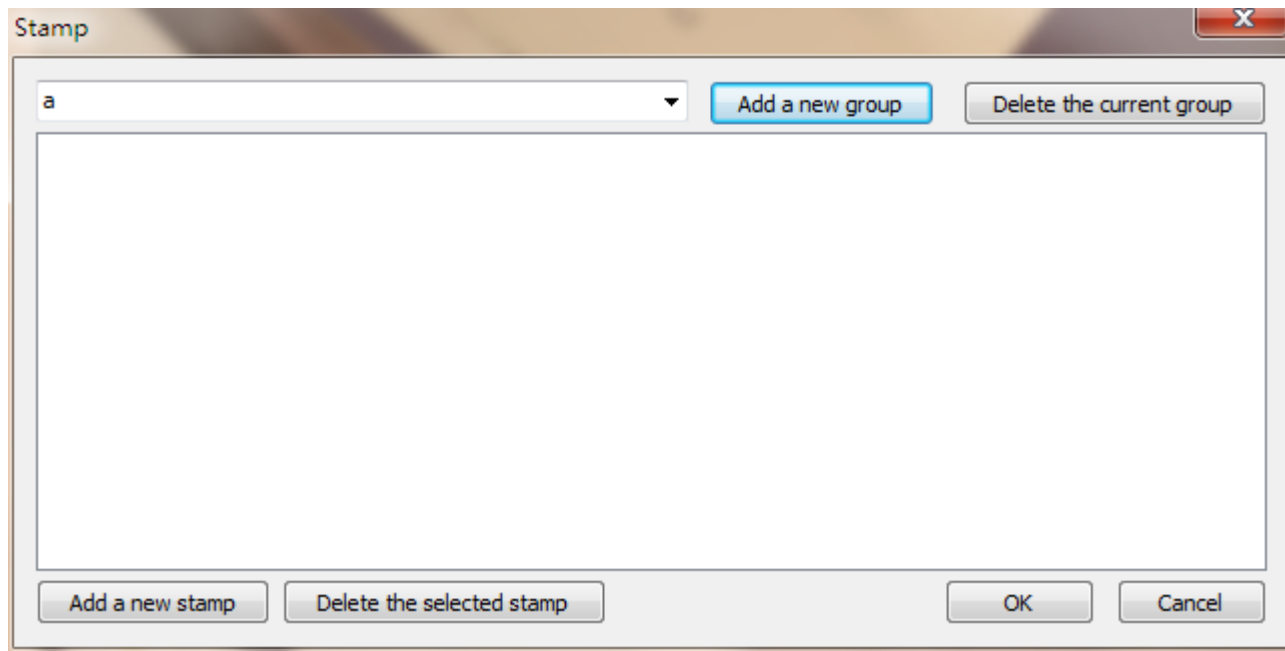 Stamp
a
Add a new group
Delete the current group
Add a new stamp
Delete the selected stamp
OK
Cancel